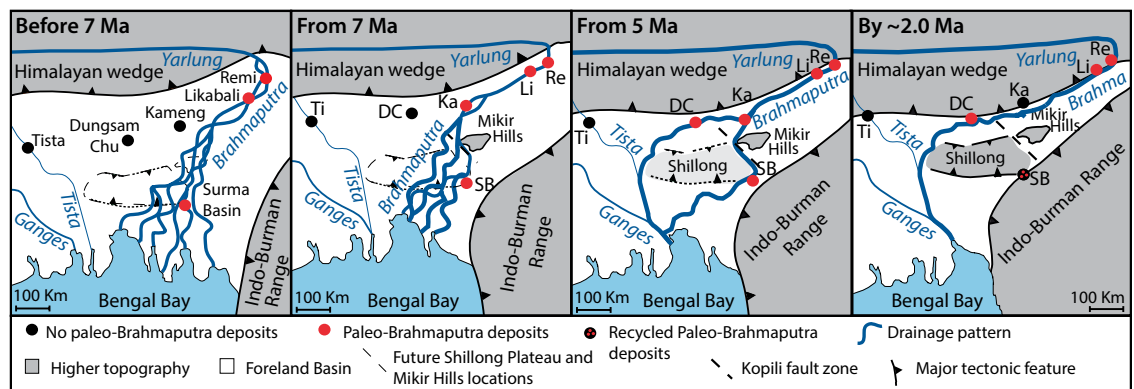 Before 7 Ma
Yarlung
Himalayan wedge
Remi
Likabali
Kameng
Dungsam
Chu
Tista
Brahmaputra
Surma
Basin
Tista
Ganges
Indo-Burman
Range
100 Km
Bengal Bay
From 7 Ma
Yarlung
Himalayan wedge
Li
Re
Ka
DC
Ti
Mikir
Hills
Brahmaputra
SB
Tista
Ganges
Indo-Burman
Range
100 Km
Bengal Bay
From 5 Ma
Yarlung
Himalayan wedge
Re
Li
Ka
DC
Brahmaputra
Ti
Tista
Mikir
Hills
Shillong
SB
Ganges
Indo-Burman
Range
100 Km
Bengal Bay
By ~2.0 Ma
Yarlung
Himalayan wedge
Re
Li
Ka
Brahma
DC
Mikir
Hills
Ti
Tista
Shillong
SB
Ganges
Indo-Burman Range
Bengal Bay
100 Km
No paleo-Brahmaputra deposits
Paleo-Brahmaputra deposits
Recycled Paleo-Brahmaputra
deposits
Drainage pattern
Higher topography
Foreland Basin
Future Shillong Plateau and
Mikir Hills locations
Kopili fault zone
Major tectonic feature